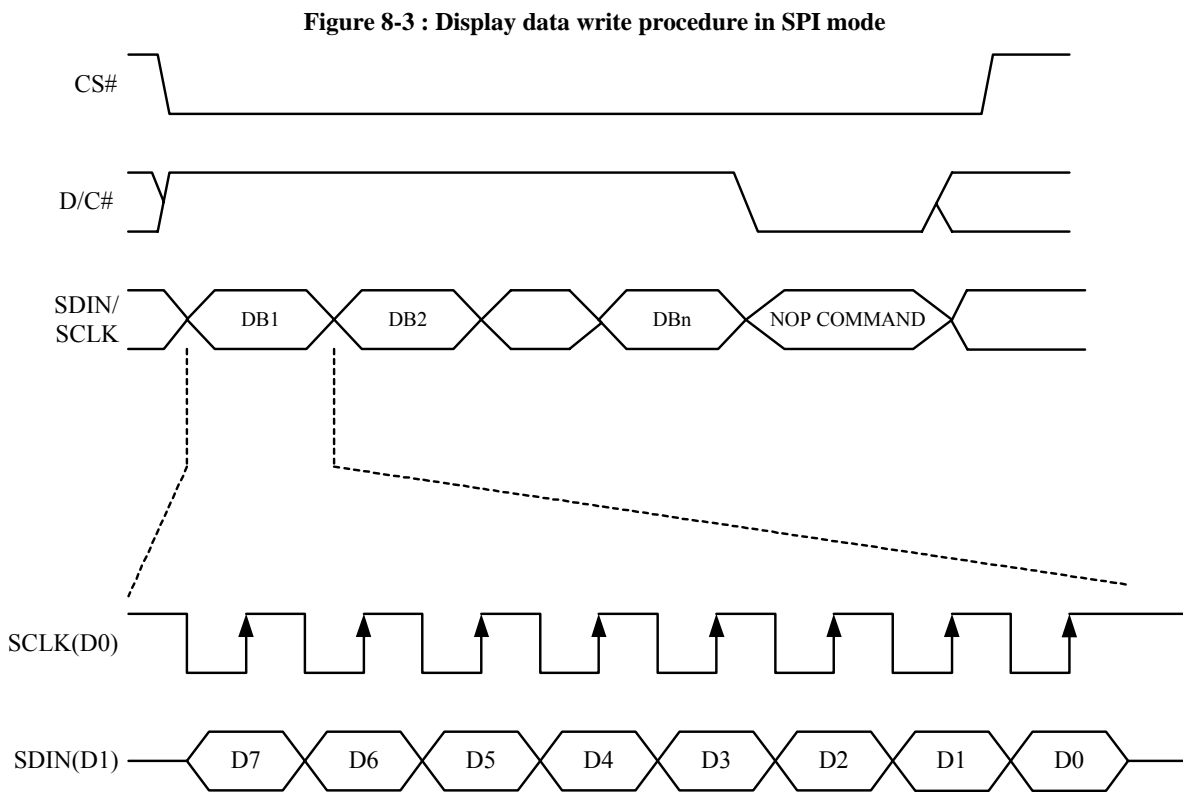 Figure 8-3 : Display data write procedure in SPI mode
CS#
D/C#
SDIN/
SCLK
DB1
DB2
DBn
NOP COMMAND
SCLK(D0)
SDIN(D1)
D7
D6
D5
D4
D3
D2
D1
D0